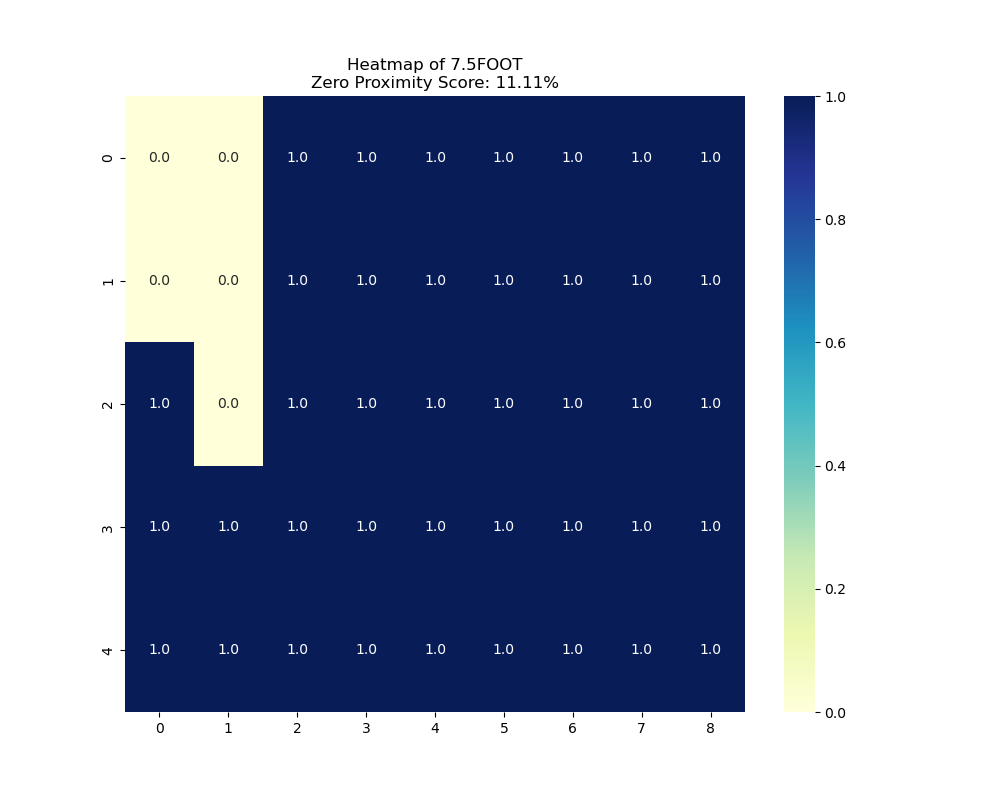 Heatmap of 7.5FOOT
Zero Proximity Score: 11.11%
0 0.0 0.0 1.0 1.0 1.0 1.0 1.0 1.0 1.0
1 0.0 0.0 1.0 1.0 1.0 1.0 1.0 1.0 1.0
2 1.0 0.0 1.0 1.0 1.0 1.0 1.0 1.0 1.0
3 1.0 1.0 1.0 1.0 1.0 1.0 1.0 1.0 1.0
4 1.0 1.0 1.0 1.0 1.0 1.0 1.0 1.0 1.0
0 1 2 3 4 5 6 7 8
1.0
0.8
0.6
0.4
0.2
0.0